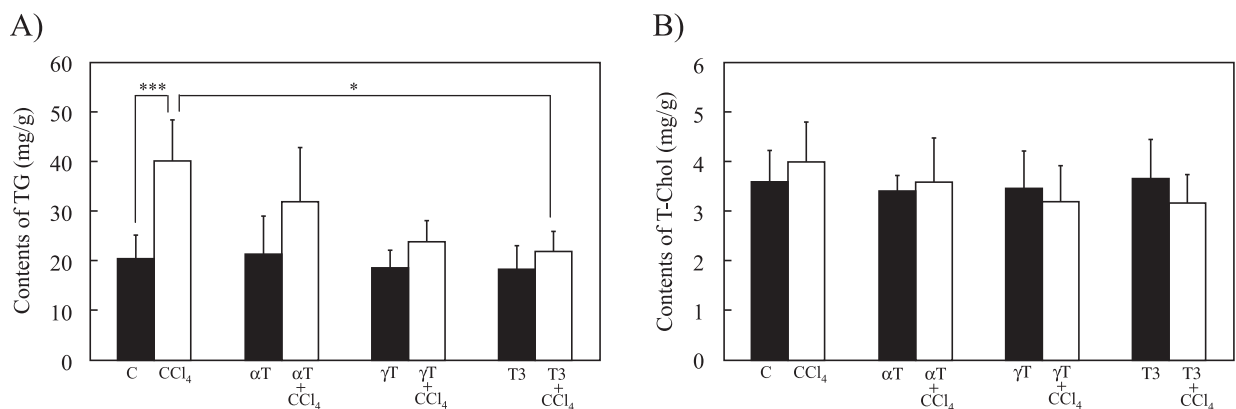 A)
Contents of TG (mg/g)
60
50
40
30
20
10
0
***
*
C
CCl₄
αT
αT
+
CCl₄
γT
γT
+
CCl₄
T3
T3
+
CCl₄
B)
Contents of T-Chol (mg/g)
6
5
4
3
2
1
0
C
CCl₄
αT
αT
+
CCl₄
γT
γT
+
CCl₄
T3
T3
+
CCl₄